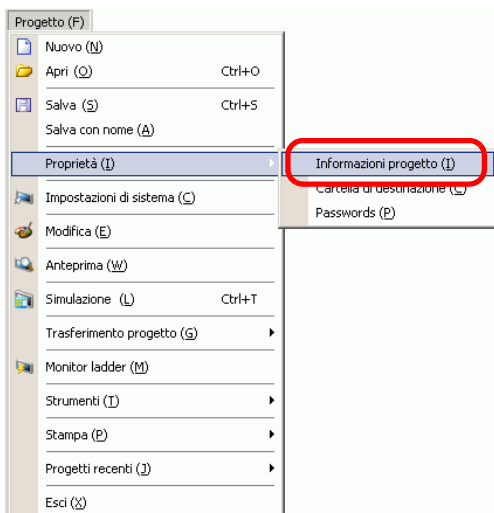 Progetto (F)
Nuovo (N)
Apri (O) Ctrl+O
Salva (S) Ctrl+S
Salva con nome (A)
Proprietà (I)
Informazioni progetto (I)
Cartella di destinazione (C)
Passwords (P)
Impostazioni di sistema (C)
Modifica (E)
Anteprima (W)
Simulazione (L) Ctrl+T
Trasferimento progetto (G)
Monitor ladder (M)
Strumenti (T)
Stampa (P)
Progetti recenti (J)
Esci (X)